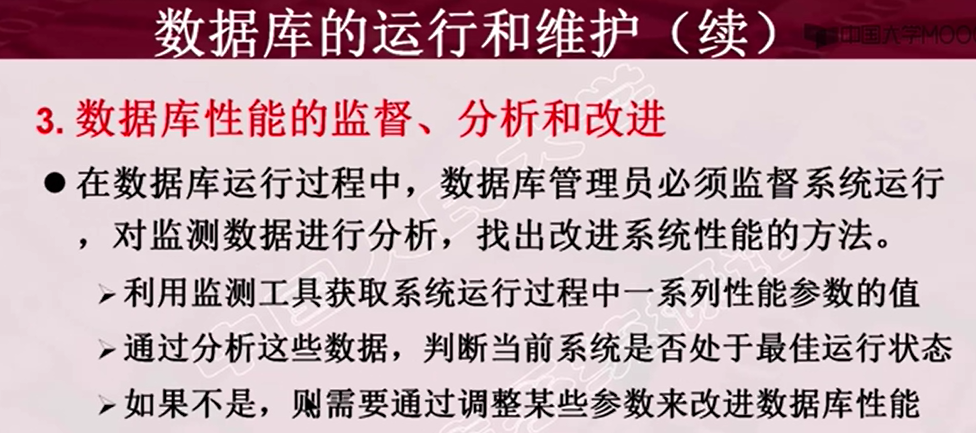 数据库的运行和维护（续）
中国大学MOOC
3. 数据库性能的监督、分析和改进
●在数据库运行过程中，数据库管理员必须监督系统运行
，对监测数据进行分析，找出改进系统性能的方法。
➢利用监测工具获取系统运行过程中一系列性能参数的值
➢通过分析这些数据，判断当前系统是否处于最佳运行状态
➢如果不是，则需要通过调整某些参数来改进数据库性能